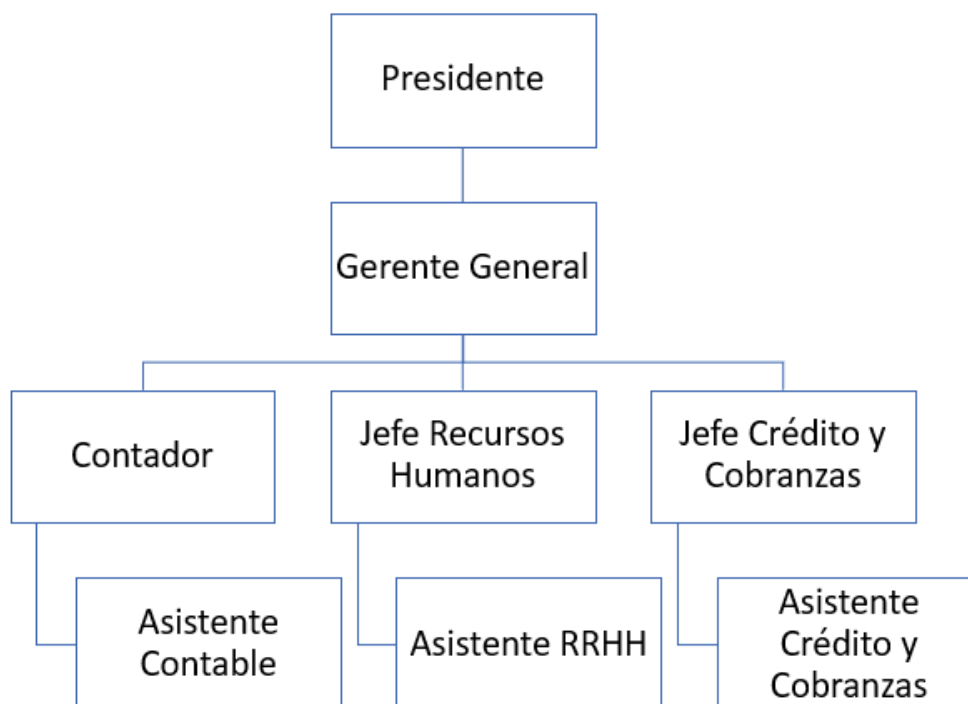 Presidente
Gerente General
Contador
Jefe Recursos
Humanos
Jefe Crédito y
Cobranzas
Asistente
Contable
Asistente RRHH
Asistente
Crédito y
Cobranzas